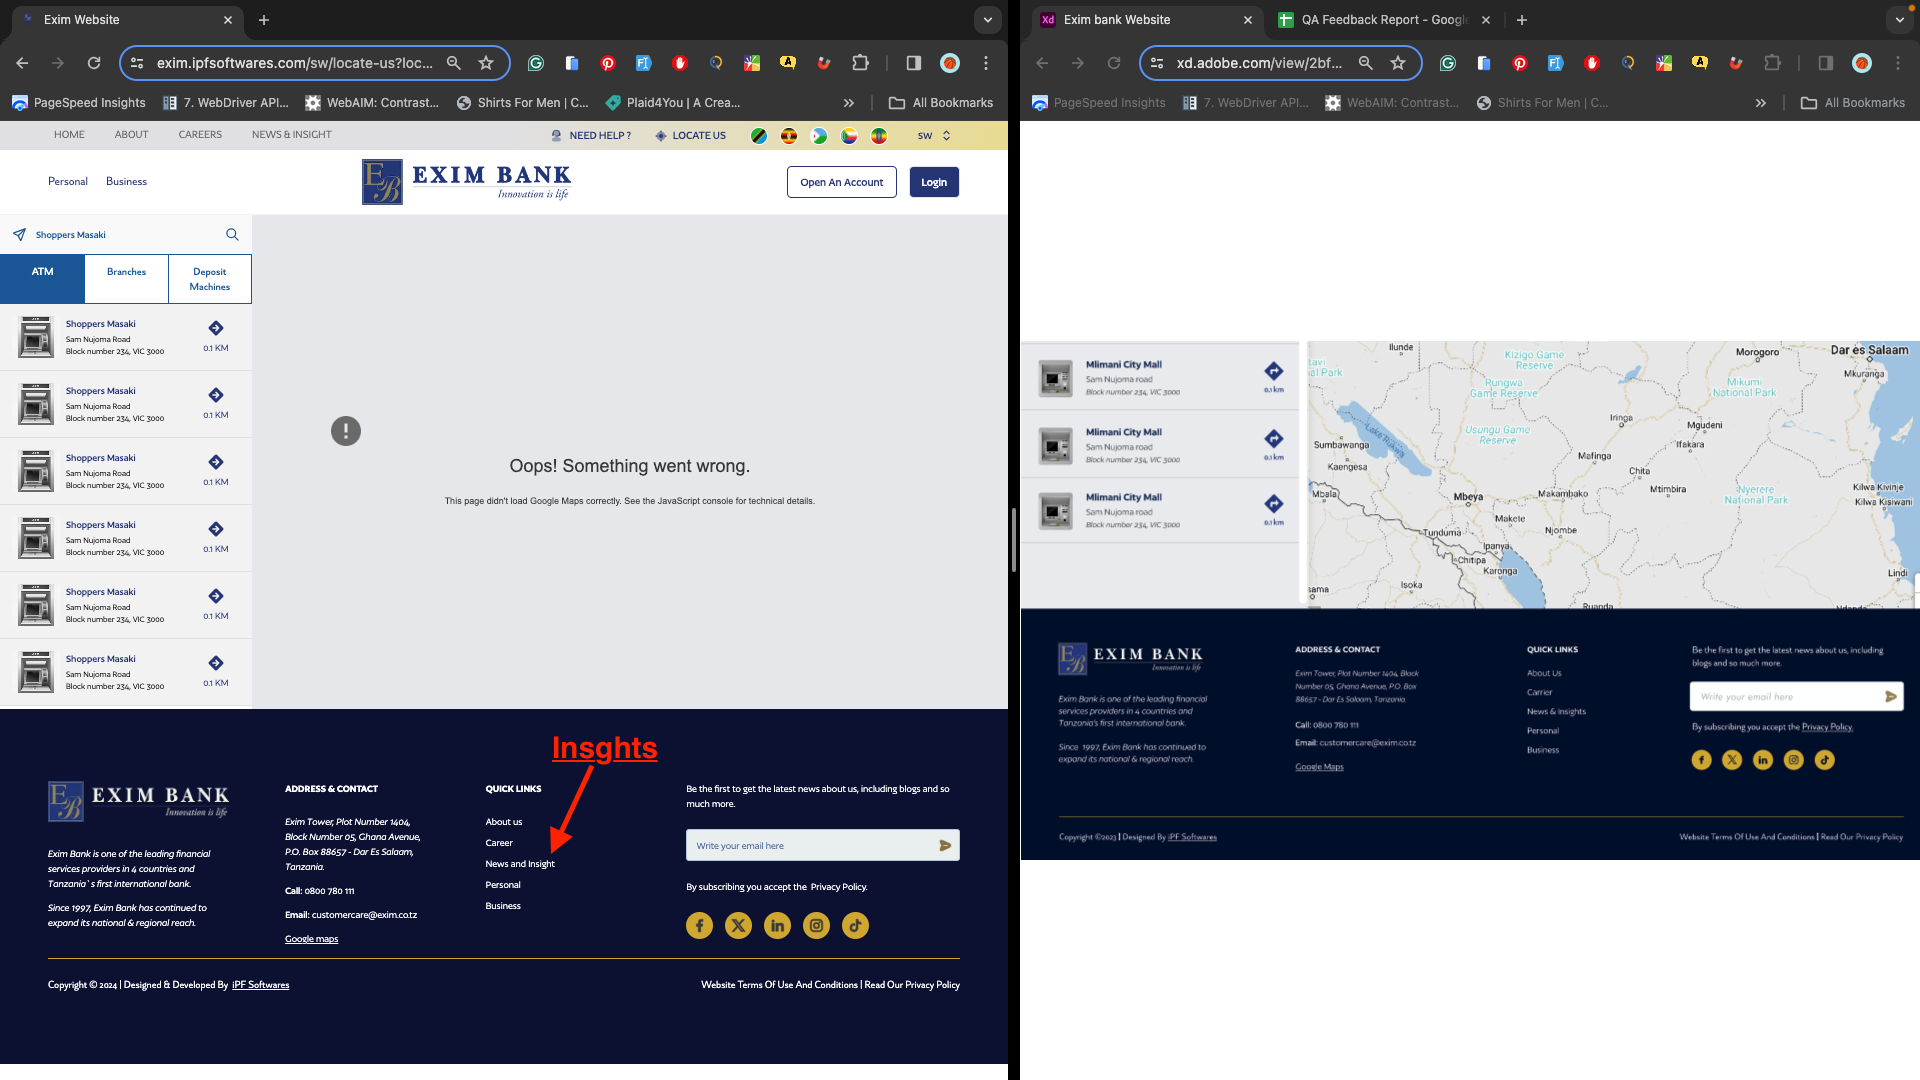 Exim Website
exim.ipfsoftwares.com/sw/locate-us?loc...
PageSpeed Insights
7. WebDriver API...
WebAIM: Contrast...
Shirts For Men | C...
Plaid4You | A Crea...
All Bookmarks
HOME
ABOUT
CAREERS
NEWS & INSIGHT
NEED HELP ?
LOCATE US
SW
Personal
Business
EXIM BANK
Innovation is life
Open An Account
Login
Shoppers Masaki
ATM
Branches
Deposit
Machines
Shoppers Masaki
Sam Nujoma Road
Block number 234, VIC 3000
0.1 KM
Shoppers Masaki
Sam Nujoma Road
Block number 234, VIC 3000
0.1 KM
Shoppers Masaki
Sam Nujoma Road
Block number 234, VIC 3000
0.1 KM
Shoppers Masaki
Sam Nujoma Road
Block number 234, VIC 3000
0.1 KM
Shoppers Masaki
Sam Nujoma Road
Block number 234, VIC 3000
0.1 KM
Shoppers Masaki
Sam Nujoma Road
Block number 234, VIC 3000
0.1 KM
Oops! Something went wrong.
This page didn't load Google Maps correctly. See the JavaScript console for technical details.
Insghts
EXIM BANK
Innovation is life
Exim Bank is one of the leading financial
services providers in 4 countries and
Tanzania`s first international bank.
Since 1997, Exim Bank has continued to
expand its national & regional reach.
ADDRESS & CONTACT
Exim Tower, Plot Number 1404,
Block Number 05, Ghana Avenue,
P.O. Box 88657 - Dar Es Salaam,
Tanzania.
Call: 0800 780 111
Email: customercare@exim.co.tz
Google maps
QUICK LINKS
About us
Career
News and Insight
Personal
Business
Be the first to get the latest news about us, including blogs and so
much more.
Write your email here
By subscribing you accept the Privacy Policy.
Copyright © 2024 | Designed & Developed By iPF Softwares
Website Terms Of Use And Conditions | Read Our Privacy Policy
Xd
Exim bank Website
QA Feedback Report - Googl
xd.adobe.com/view/2bf...
PageSpeed Insights
7. WebDriver API...
WebAIM: Contrast...
Shirts For Men | C...
All Bookmarks
Mlimani City Mall
Sam Nujoma road
Block number 234, VIC 3000
0.1 km
Mlimani City Mall
Sam Nujoma road
Block number 234, VIC 3000
0.1 km
Mlimani City Mall
Sam Nujoma road
Block number 234, VIC 3000
0.1 km
Ilunde
Kizigo Game
Reserve
Morogoro
Dar es Salaam
Mkuranga
Rungwa
Game Reserve
Mikumi
National Park
Iringa
Mgudeni
Usungu Game
Reserve
Ifakara
Lake Rukwa
Sumbawanga
Kaengesa
Mafinga
Chita
Mtimbira
Nyerere
National Park
Kilwa Kivinje
Kilwa Kisiwani
Mbala
Mbeya
Makambako
Makete
Njombe
Tunduma
Ipanya
Chitipa
Karonga
Isoka
Lindi
Ruanda
EXIM BANK
Innovation is life
Exim Bank is one of the leading financial
services providers in 4 countries and
Tanzania's first international bank.
Since 1997, Exim Bank has continued to
expand its national & regional reach.
ADDRESS & CONTACT
Exim Tower, Plot Number 1404, Block
Number 05, Ghana Avenue, P.O. Box
88657 - Dar Es Salaam, Tanzania.
Call: 0800 780 111
Email: customercare@exim.co.tz
Google Maps
QUICK LINKS
About Us
Carrier
News & Insights
Personal
Business
Be the first to get the latest news about us, including
blogs and so much more.
Write your email here
By subscribing you accept the Privacy Policy.
Copyright ©2023 | Designed By iPF Softwares
Website Terms Of Use And Conditions | Read Our Privacy Policy